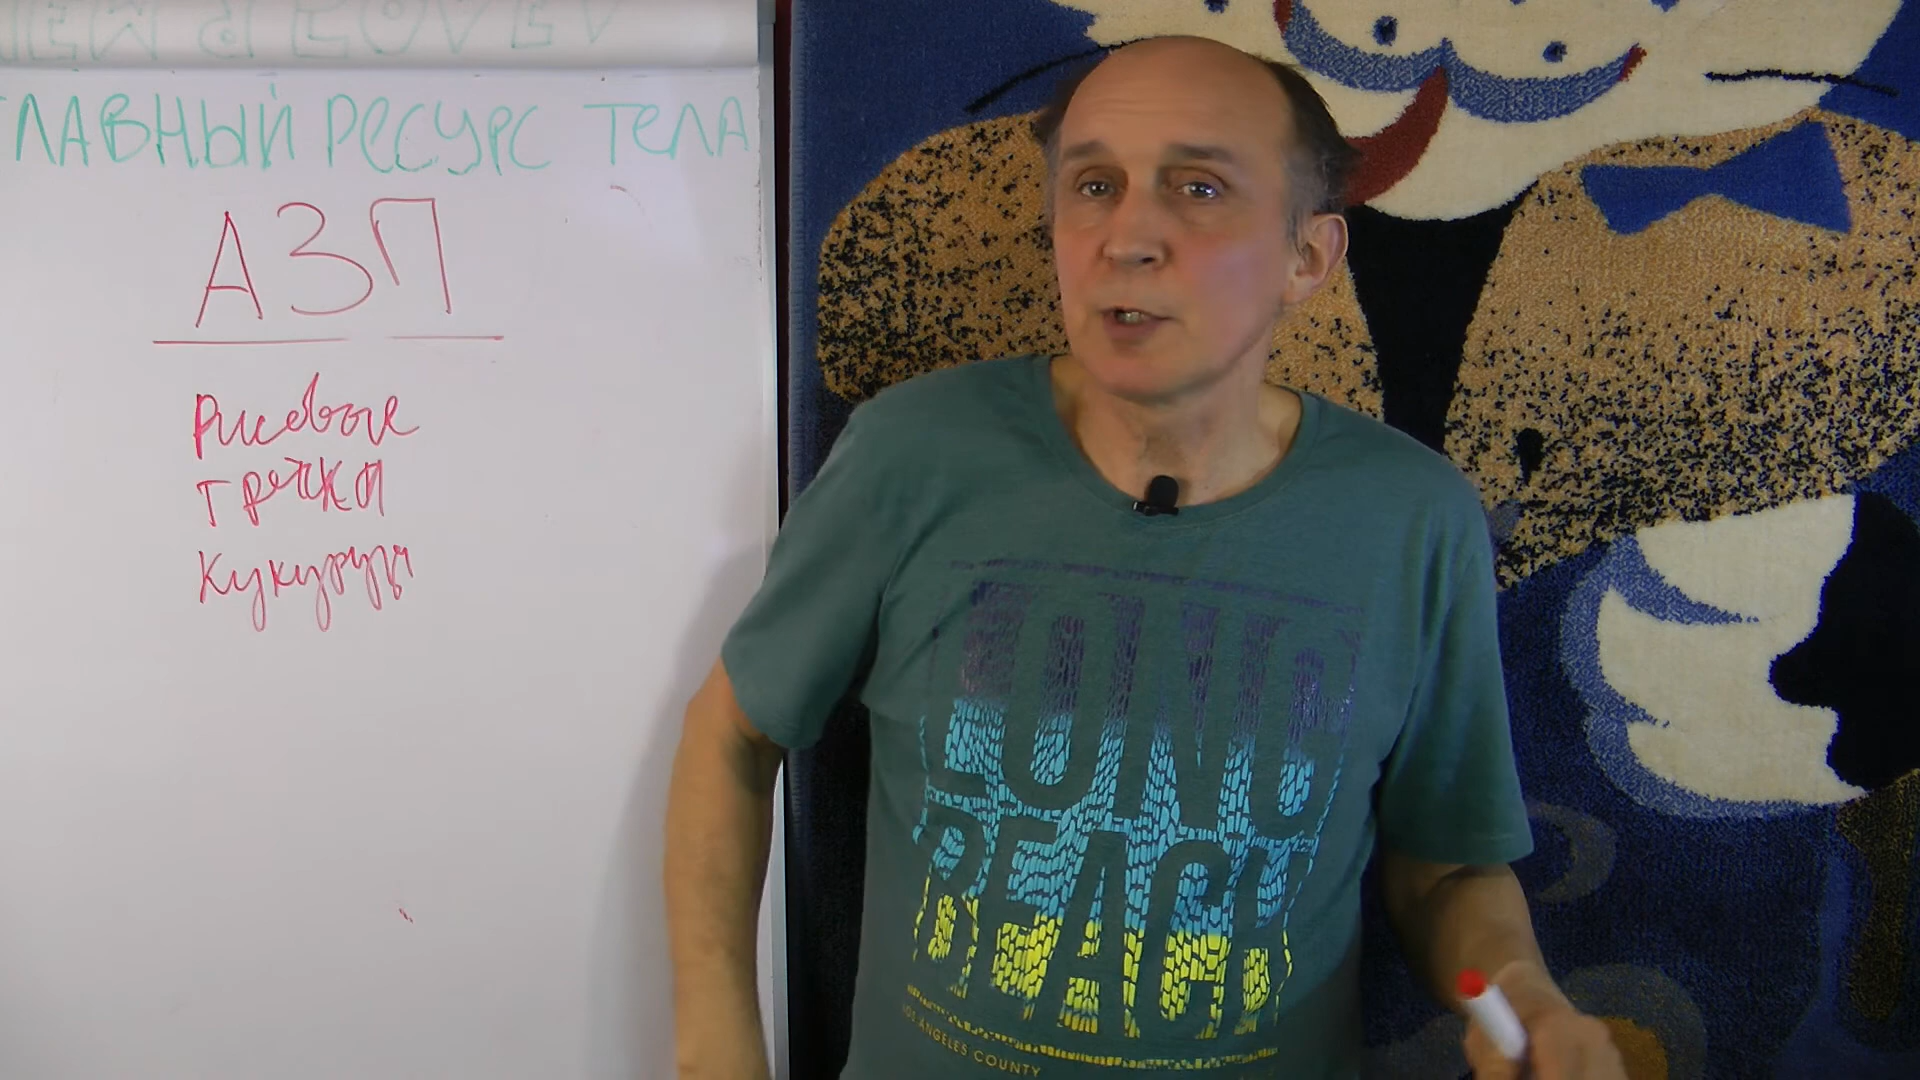 ГЛАВНЫЙ РЕСУРС ТЕЛА
АЗП
Рисовые
гречка
Кукуруза
LONG
BEACH
LOS ANGELES COUNTY